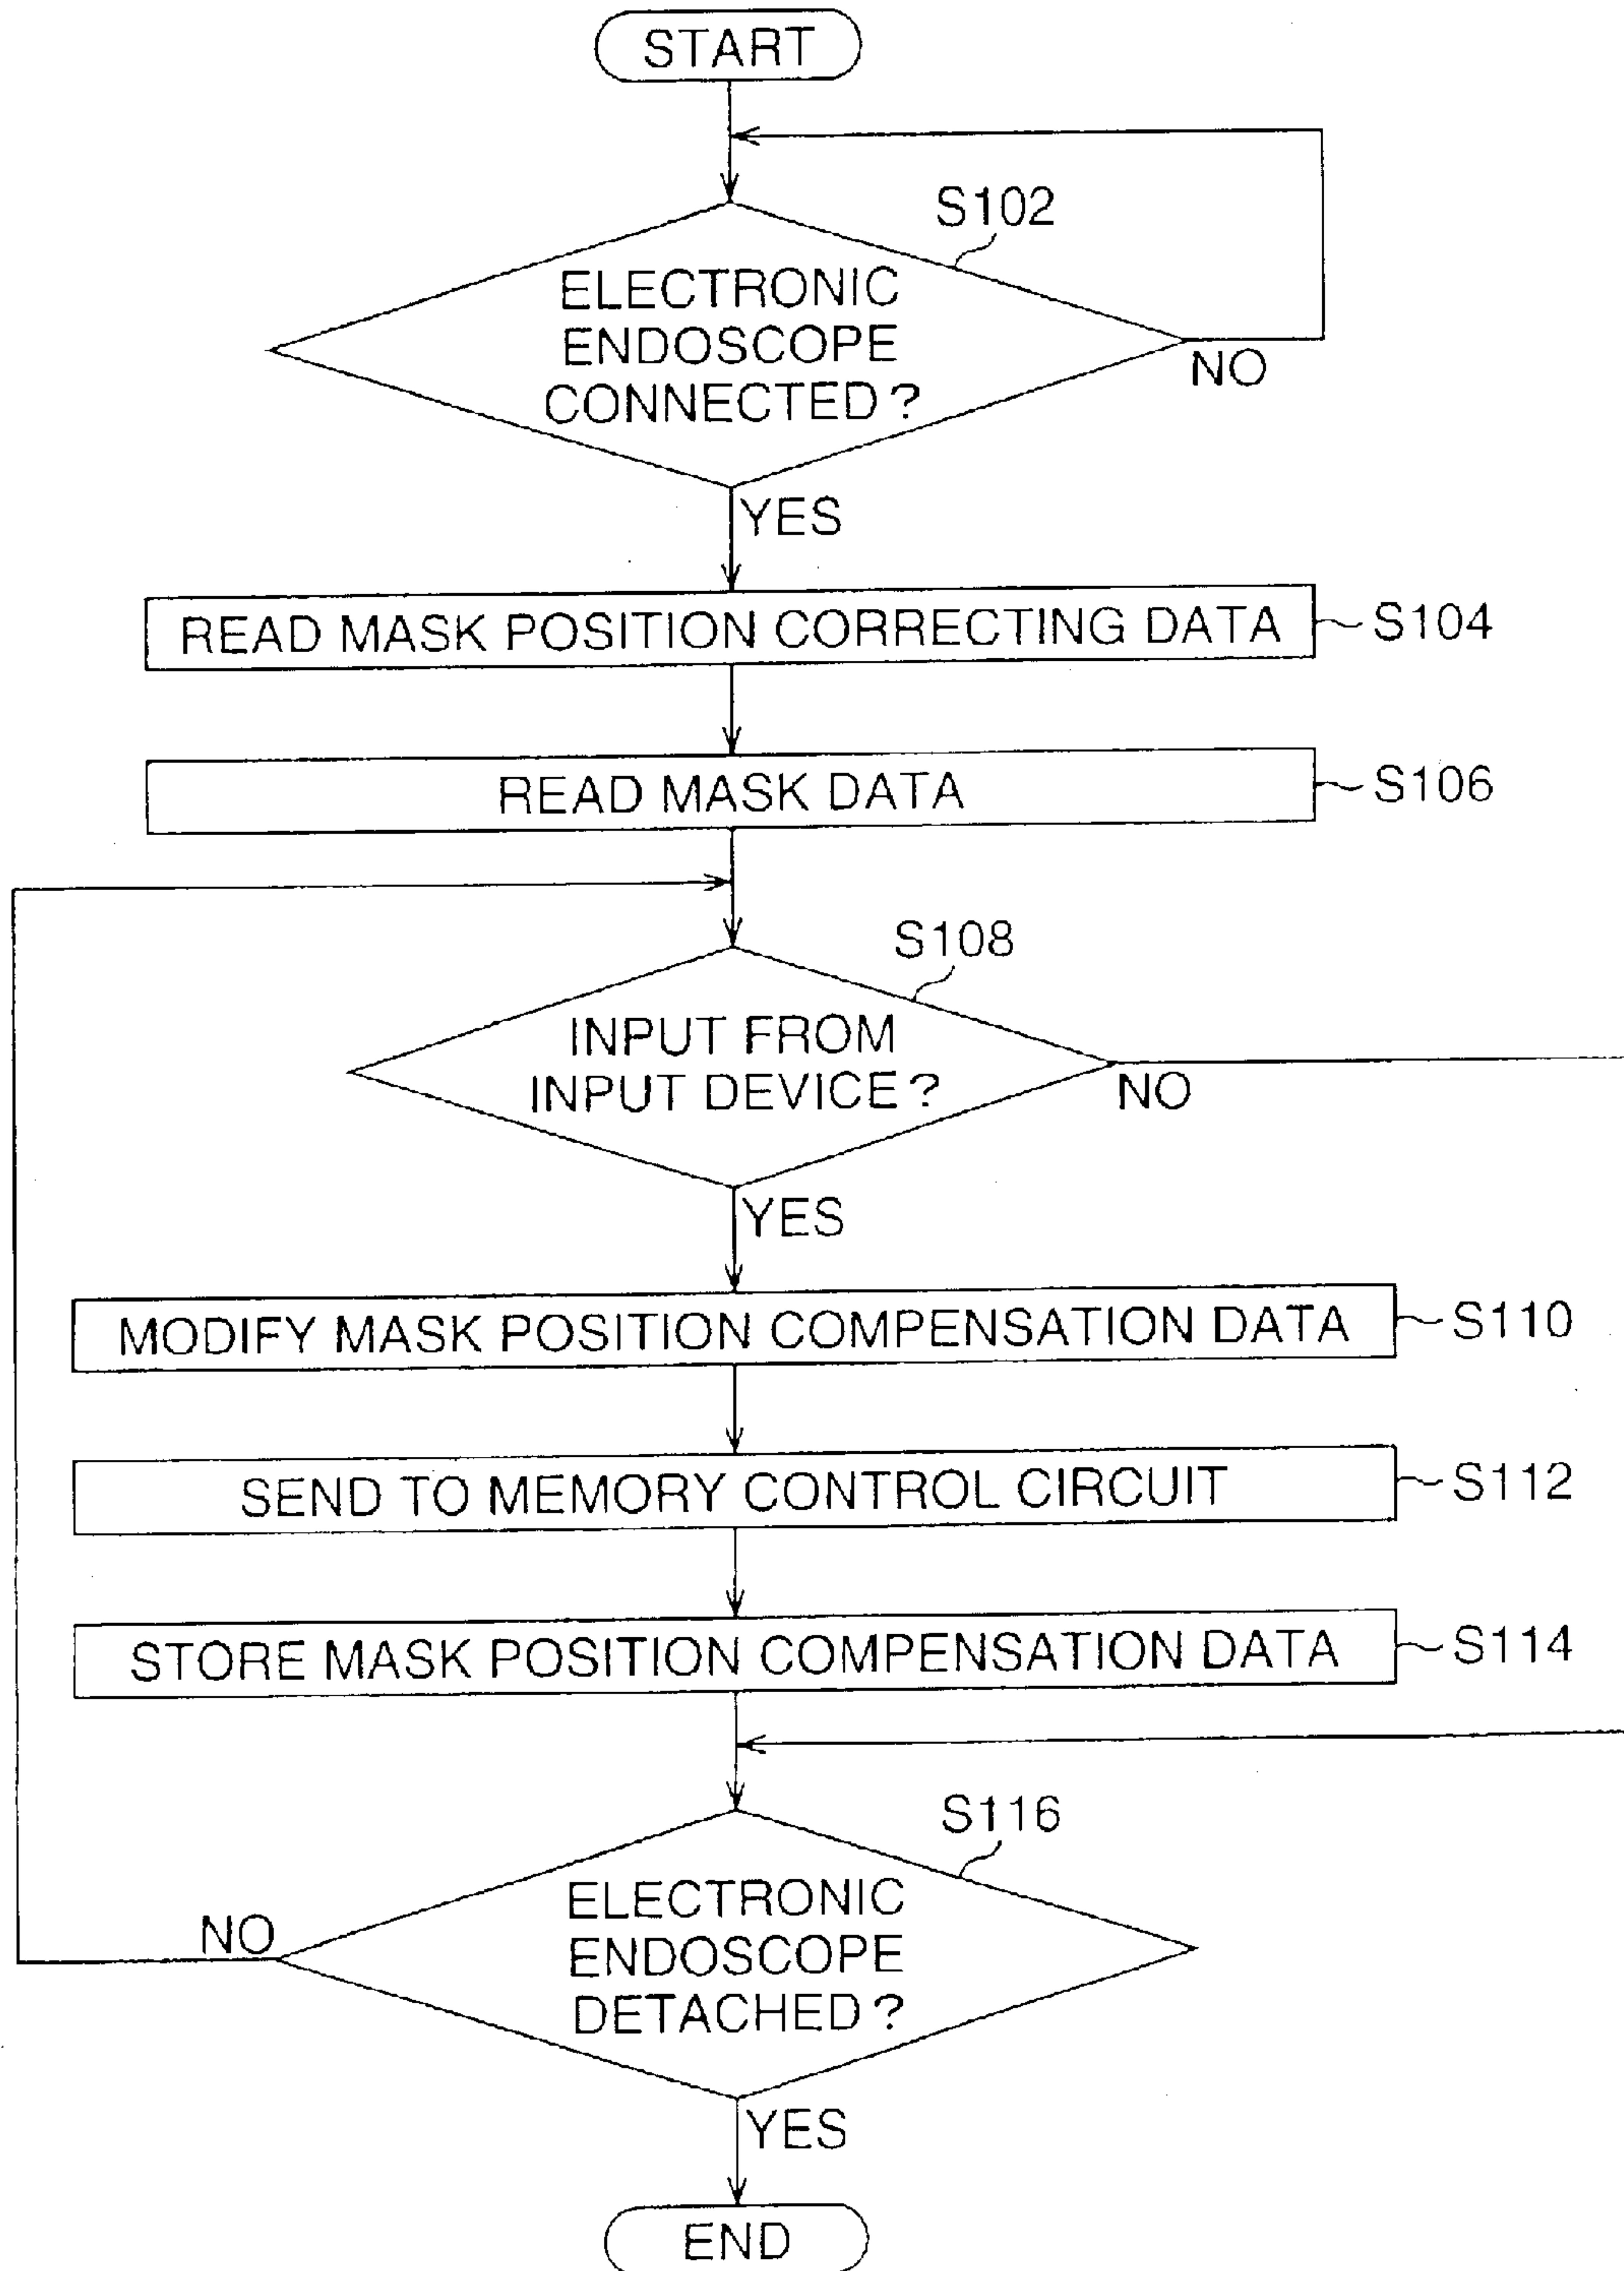 START
S102
ELECTRONIC
ENDOSCOPE
CONNECTED?
NO
YES
READ MASK POSITION CORRECTING DATA
S104
READ MASK DATA
S106
S108
INPUT FROM
INPUT DEVICE?
NO
YES
MODIFY MASK POSITION COMPENSATION DATA
S110
SEND TO MEMORY CONTROL CIRCUIT
S112
STORE MASK POSITION COMPENSATION DATA
S114
S116
ELECTRONIC
ENDOSCOPE
DETACHED?
NO
YES
END